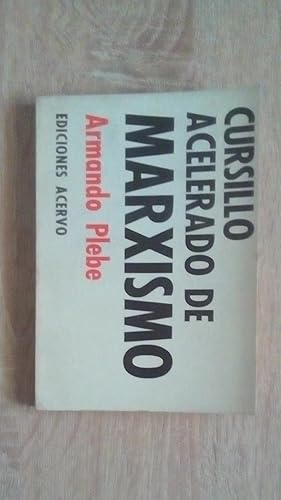 CURSILLO
ACELERADO DE
MARXISMO
Armando Plebe
EDICIONES ACERVO